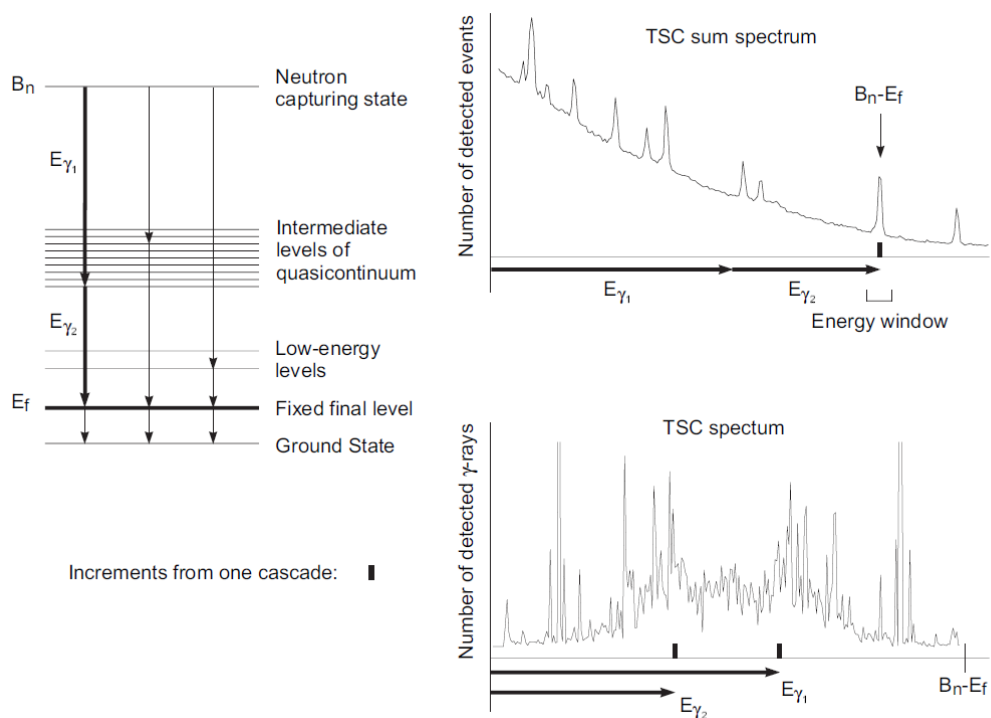 Bn
Neutron
capturing state
Eγ1
Intermediate
levels of
quasicontinuum
Eγ2
Low-energy
levels
Ef
Fixed final level
Ground State
Increments from one cascade:
TSC sum spectrum
Number of detected events
Bn-Ef
Eγ1
Eγ2
Energy window
TSC spectum
Number of detected γ-rays
Eγ1
Bn-Ef
Eγ2